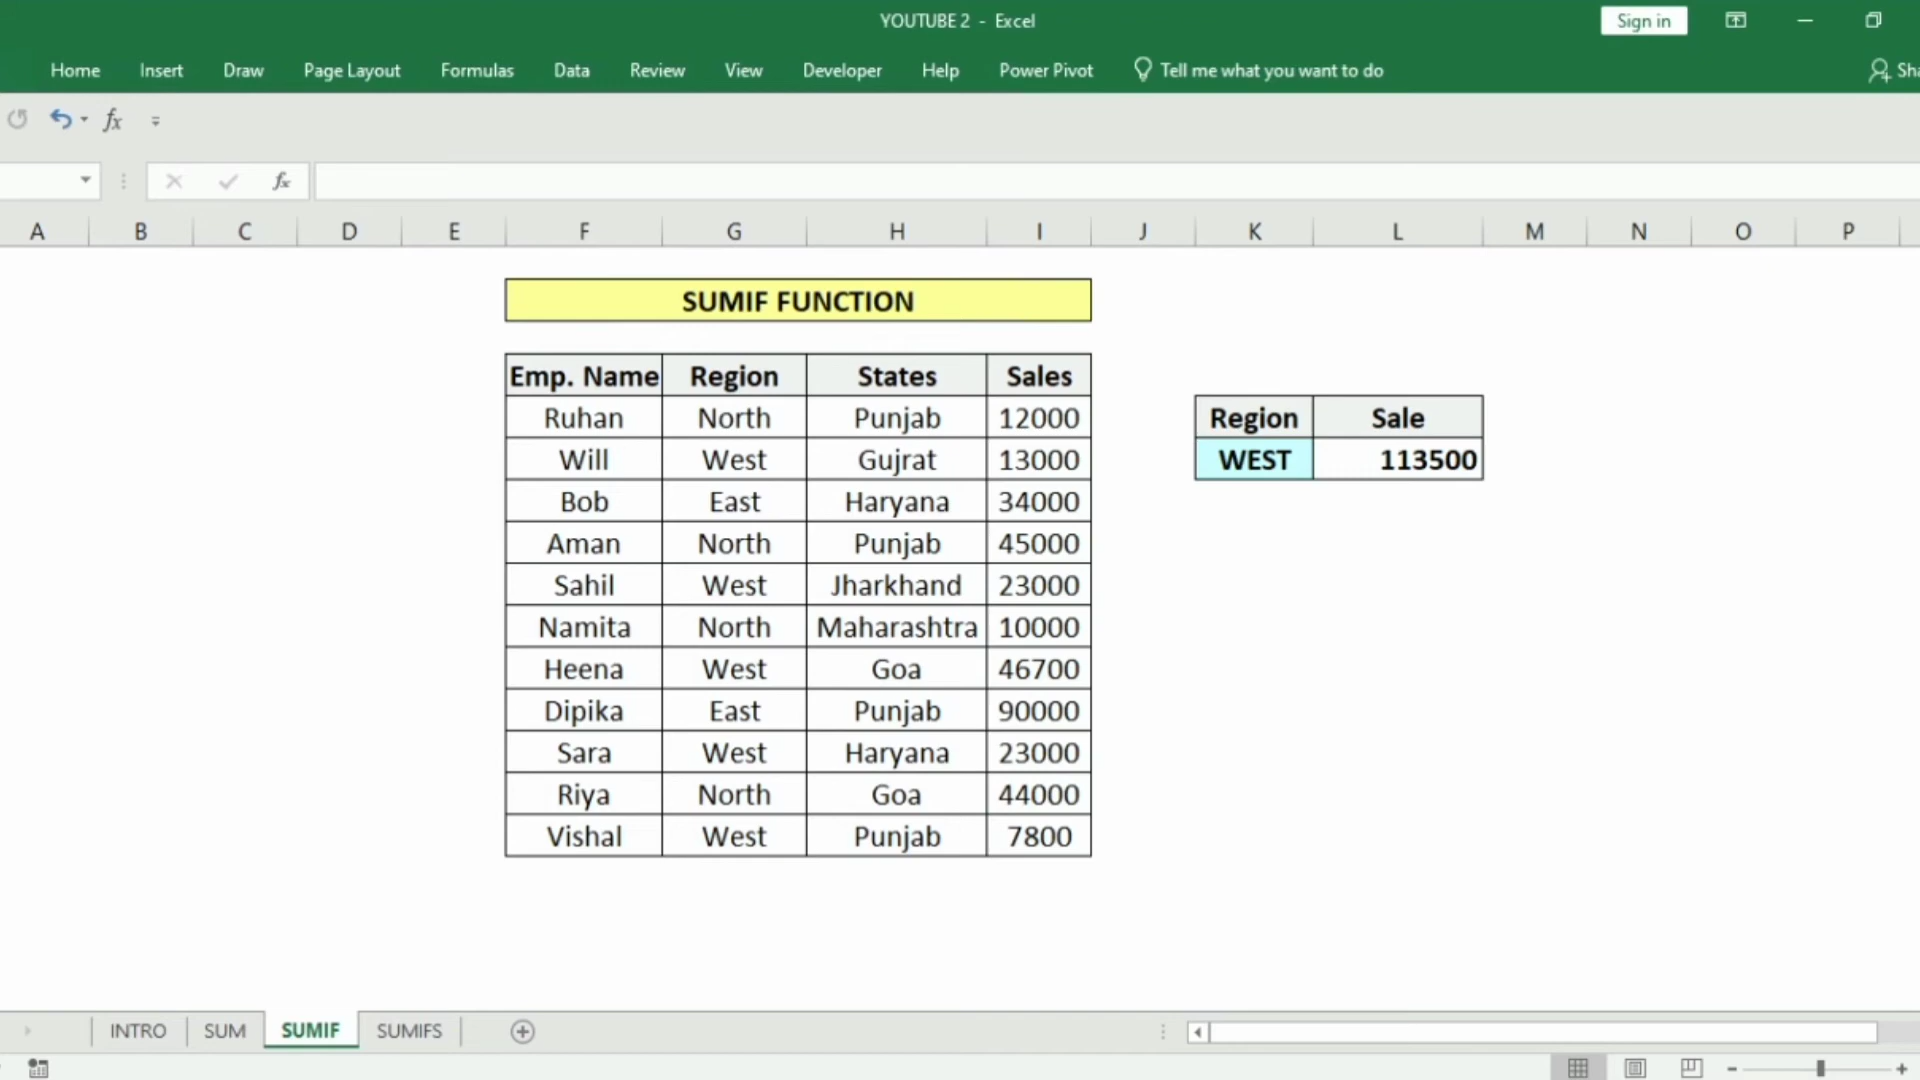 YOUTUBE 2 - Excel
Sign in
Home Insert Draw Page Layout Formulas Data Review View Developer Help Power Pivot Tell me what you want to do Sha
fx
fx
A B C D E F G H I J K L M N O P
SUMIF FUNCTION
Emp. Name Region States Sales
Ruhan North Punjab 12000 Region Sale
Will West Gujrat 13000 WEST 113500
Bob East Haryana 34000
Aman North Punjab 45000
Sahil West Jharkhand 23000
Namita North Maharashtra 10000
Heena West Goa 46700
Dipika East Punjab 90000
Sara West Haryana 23000
Riya North Goa 44000
Vishal West Punjab 7800
INTRO SUM SUMIF SUMIFS